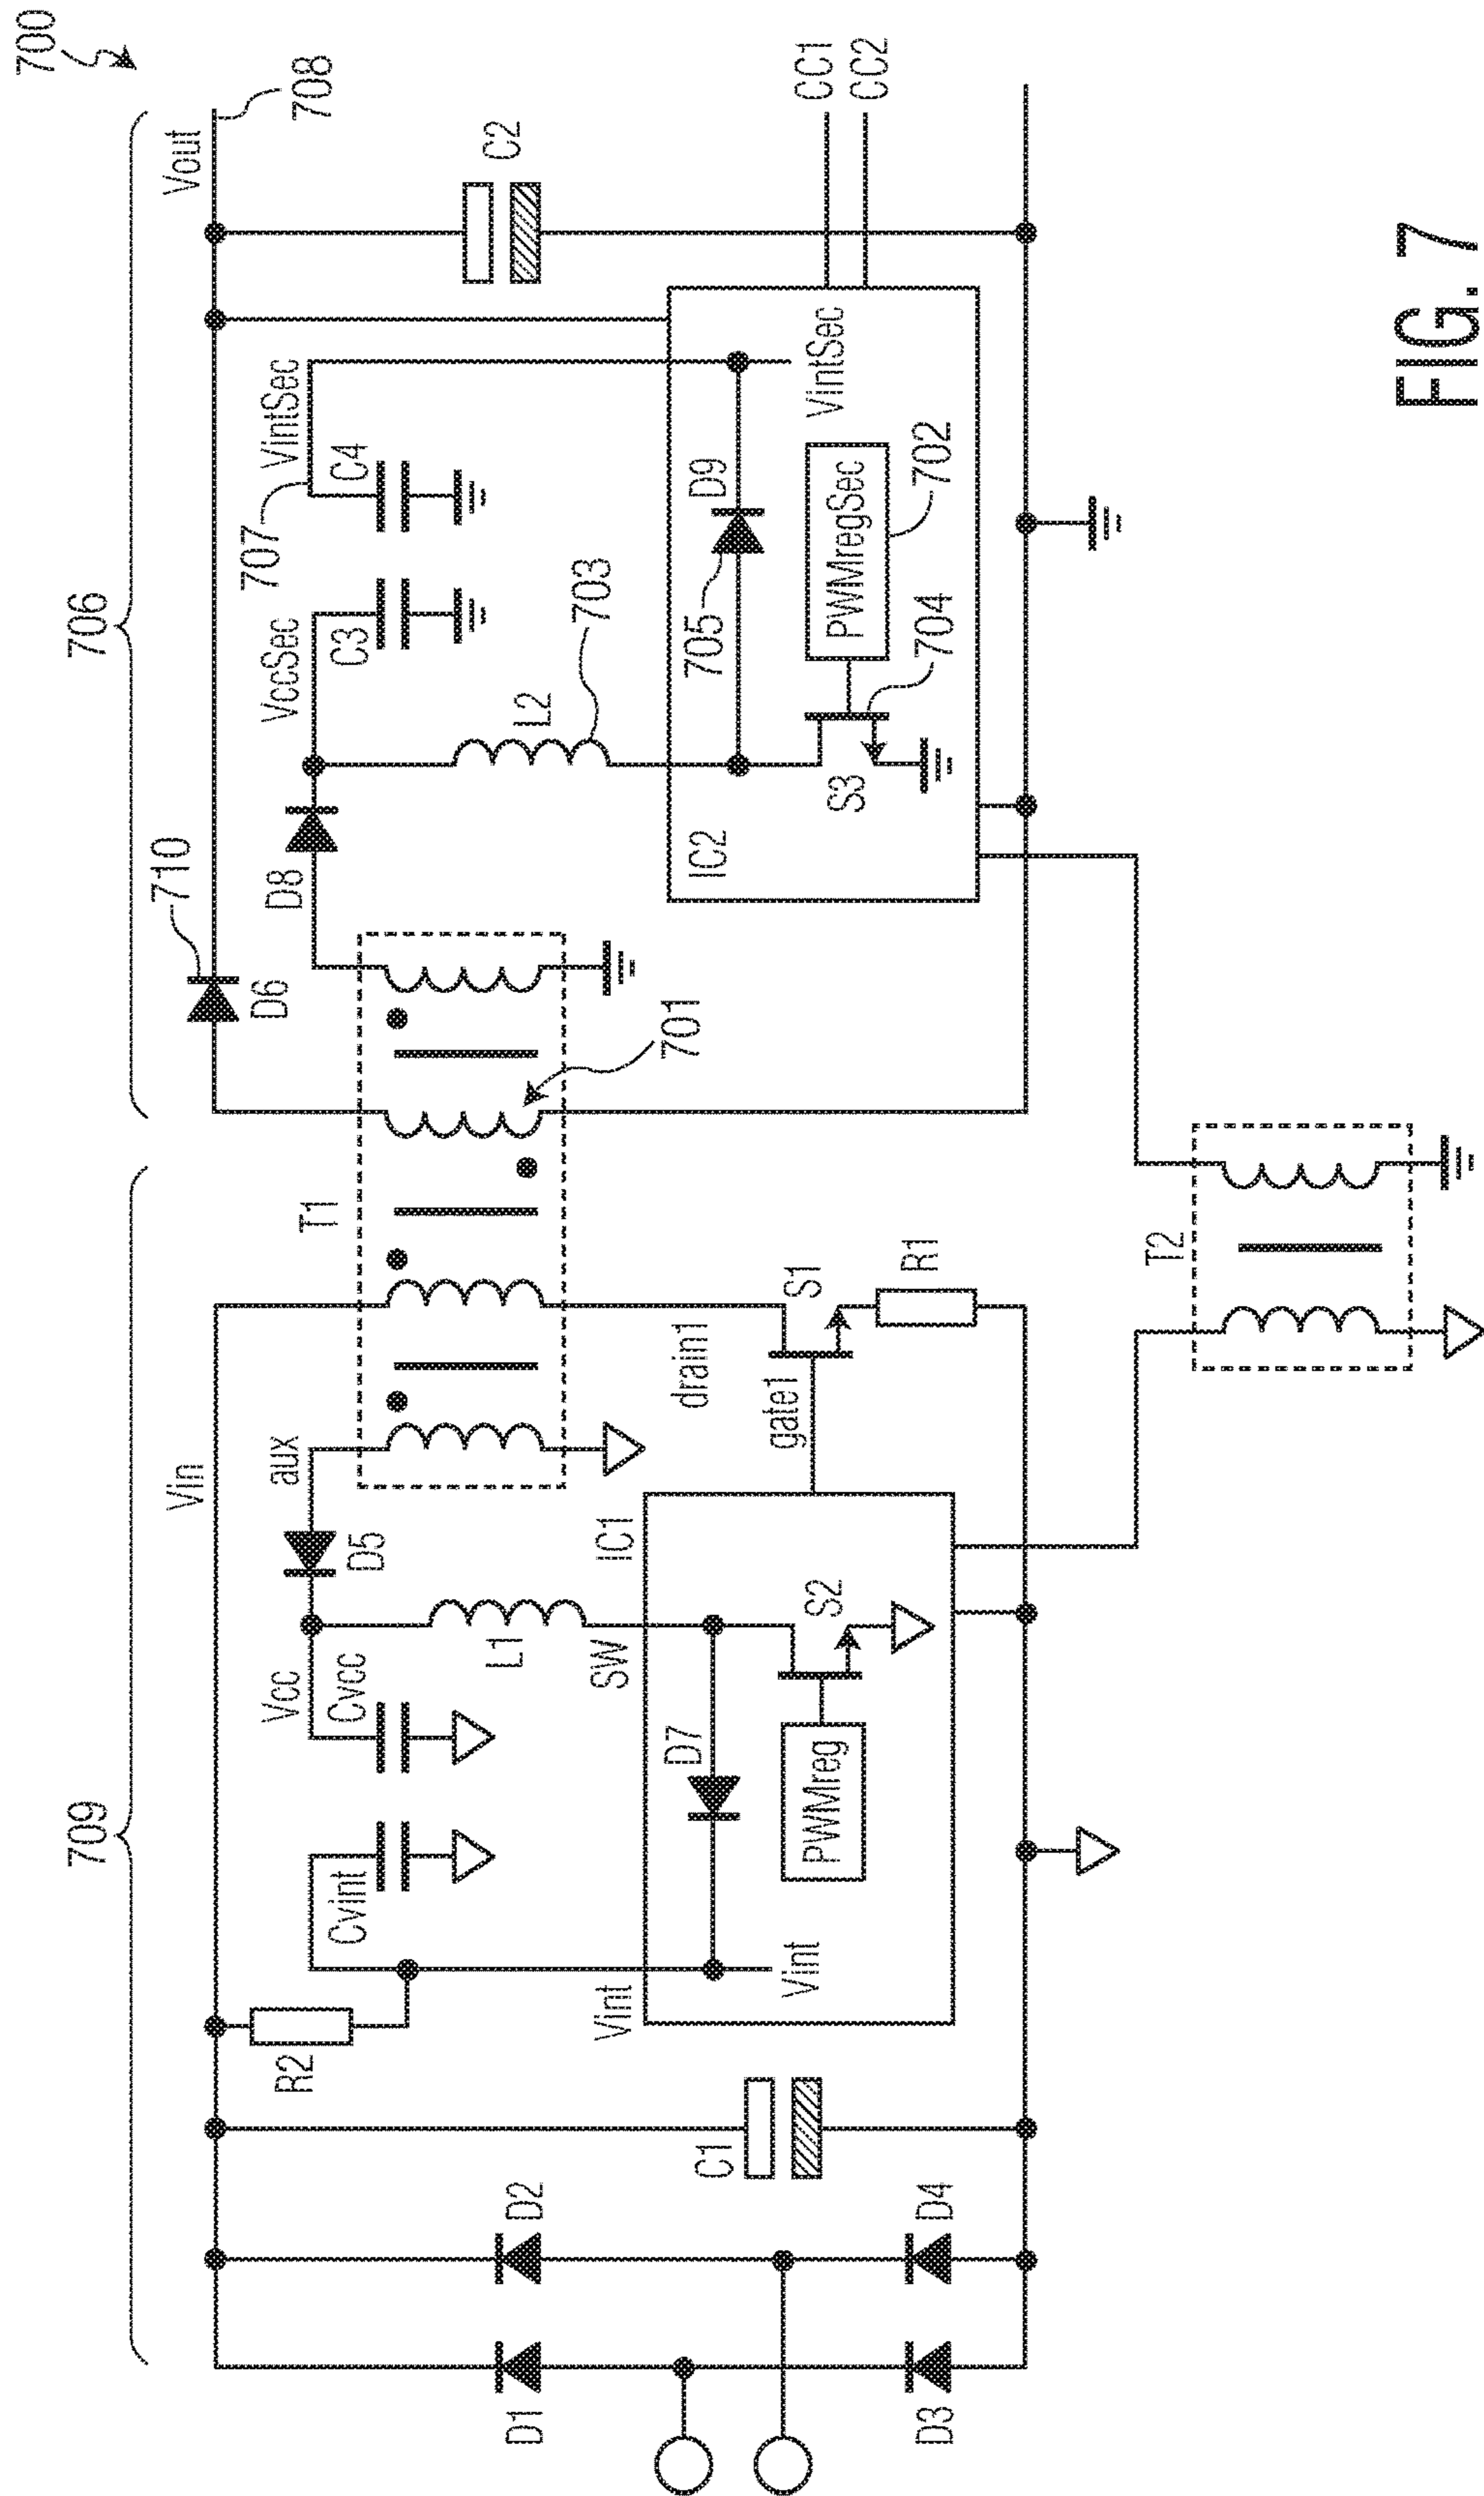 700
709
706
Vin
Vout
708
710
D6
R2
Cvint
Vcc
Cvcc
aux
D5
L1
SW
T1
701
D8
VccSec
C3
707
VintSec
C4
L2
703
C2
CC1
CC2
D1
D2
D3
D4
C1
Vint
Vint
D7
PWMreg
S2
IC1
drain1
gate1
S1
R1
IC2
705
D9
S3
704
PWMregSec
702
VintSec
T2
FIG. 7